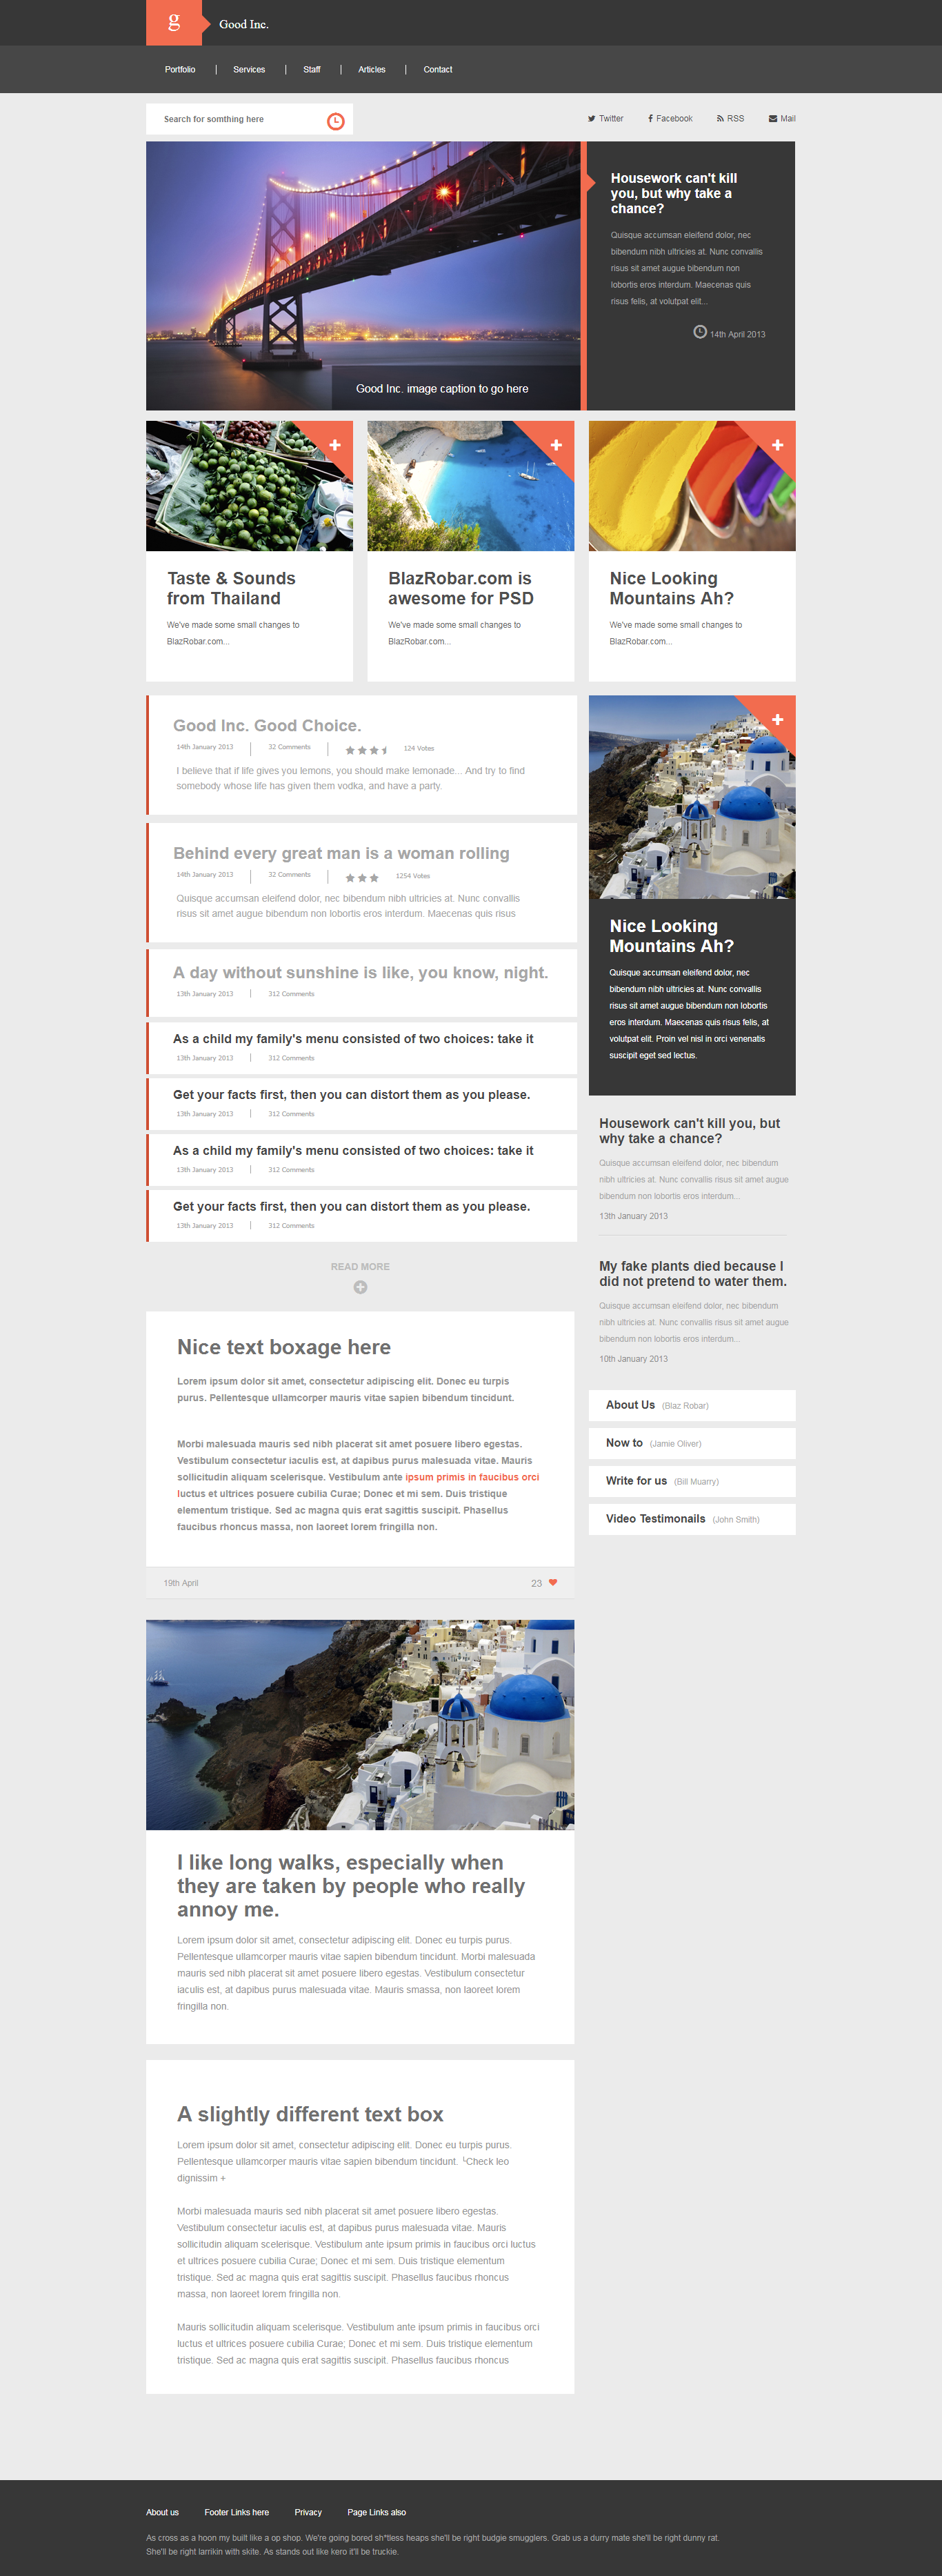 g
Good Inc.
Portfolio
Services
Staff
Articles
Contact
Search for somthing here
Twitter
Facebook
RSS
Mail
Housework can't kill
you, but why take a
chance?
Quisque accumsan eleifend dolor, nec
bibendum nibh ultricies at. Nunc convallis
risus sit amet augue bibendum non
lobortis eros interdum. Maecenas quis
risus felis, at volutpat elit...
14th April 2013
Good Inc. image caption to go here
Taste & Sounds
from Thailand
We've made some small changes to
BlazRobar.com...
BlazRobar.com is
awesome for PSD
We've made some small changes to
BlazRobar.com...
Nice Looking
Mountains Ah?
We've made some small changes to
BlazRobar.com...
Good Inc. Good Choice.
14th January 2013
32 Comments
124 Votes
I believe that if life gives you lemons, you should make lemonade... And try to find
somebody whose life has given them vodka, and have a party.
Behind every great man is a woman rolling
14th January 2013
32 Comments
1254 Votes
Quisque accumsan eleifend dolor, nec bibendum nibh ultricies at. Nunc convallis
risus sit amet augue bibendum non lobortis eros interdum. Maecenas quis risus
A day without sunshine is like, you know, night.
13th January 2013
312 Comments
As a child my family's menu consisted of two choices: take it
13th January 2013
312 Comments
Get your facts first, then you can distort them as you please.
13th January 2013
312 Comments
As a child my family's menu consisted of two choices: take it
13th January 2013
312 Comments
Get your facts first, then you can distort them as you please.
13th January 2013
312 Comments
READ MORE
Nice Looking
Mountains Ah?
Quisque accumsan eleifend dolor, nec
bibendum nibh ultricies at. Nunc convallis
risus sit amet augue bibendum non lobortis
eros interdum. Maecenas quis risus felis, at
volutpat elit. Proin vel nisl in orci venenatis
suscipit eget sed lectus.
Housework can't kill you, but
why take a chance?
Quisque accumsan eleifend dolor, nec bibendum
nibh ultricies at. Nunc convallis risus sit amet augue
bibendum non lobortis eros interdum...
13th January 2013
My fake plants died because I
did not pretend to water them.
Quisque accumsan eleifend dolor, nec bibendum
nibh ultricies at. Nunc convallis risus sit amet augue
bibendum non lobortis eros interdum...
10th January 2013
About Us (Blaz Robar)
Now to (Jamie Oliver)
Write for us (Bill Muarry)
Video Testimonails (John Smith)
Nice text boxage here
Lorem ipsum dolor sit amet, consectetur adipiscing elit. Donec eu turpis
purus. Pellentesque ullamcorper mauris vitae sapien bibendum tincidunt.
Morbi malesuada mauris sed nibh placerat sit amet posuere libero egestas.
Vestibulum consectetur iaculis est, at dapibus purus malesuada vitae. Mauris
sollicitudin aliquam scelerisque. Vestibulum ante ipsum primis in faucibus orci
luctus et ultrices posuere cubilia Curae; Donec et mi sem. Duis tristique
elementum tristique. Sed ac magna quis erat sagittis suscipit. Phasellus
faucibus rhoncus massa, non laoreet lorem fringilla non.
19th April
23
I like long walks, especially when
they are taken by people who really
annoy me.
Lorem ipsum dolor sit amet, consectetur adipiscing elit. Donec eu turpis purus.
Pellentesque ullamcorper mauris vitae sapien bibendum tincidunt. Morbi malesuada
mauris sed nibh placerat sit amet posuere libero egestas. Vestibulum consectetur
iaculis est, at dapibus purus malesuada vitae. Mauris smassa, non laoreet lorem
fringilla non.
A slightly different text box
Lorem ipsum dolor sit amet, consectetur adipiscing elit. Donec eu turpis purus.
Pellentesque ullamcorper mauris vitae sapien bibendum tincidunt. └Check leo
dignissim +
Morbi malesuada mauris sed nibh placerat sit amet posuere libero egestas.
Vestibulum consectetur iaculis est, at dapibus purus malesuada vitae. Mauris
sollicitudin aliquam scelerisque. Vestibulum ante ipsum primis in faucibus orci luctus
et ultrices posuere cubilia Curae; Donec et mi sem. Duis tristique elementum
tristique. Sed ac magna quis erat sagittis suscipit. Phasellus faucibus rhoncus
massa, non laoreet lorem fringilla non.
Mauris sollicitudin aliquam scelerisque. Vestibulum ante ipsum primis in faucibus orci
luctus et ultrices posuere cubilia Curae; Donec et mi sem. Duis tristique elementum
tristique. Sed ac magna quis erat sagittis suscipit. Phasellus faucibus rhoncus
About us
Footer Links here
Privacy
Page Links also
As cross as a hoon my built like a op shop. We're going bored sh*tless heaps she'll be right budgie smugglers. Grab us a durry mate she'll be right dunny rat.
She'll be right larrikin with skite. As stands out like kero it'll be truckie.